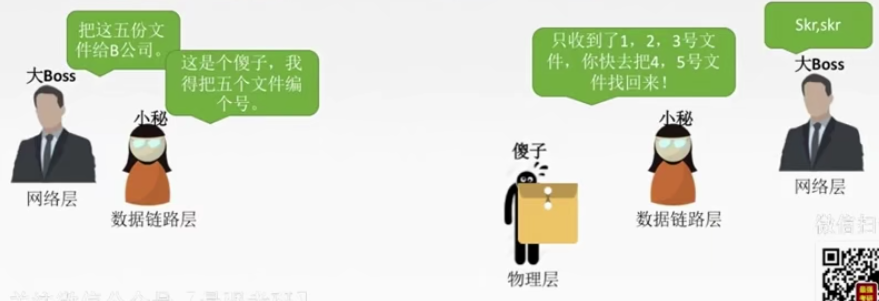 把这五份文
件给B公司。
大Boss
网络层
这是个傻子，我
得把五个文件编
个号。
小秘
数据链路层
只收到了1，2，3号文
件，你快去把4，5号文
件找回来！
傻子
物理层
小秘
数据链路层
Skr,skr
大Boss
网络层
微信扫